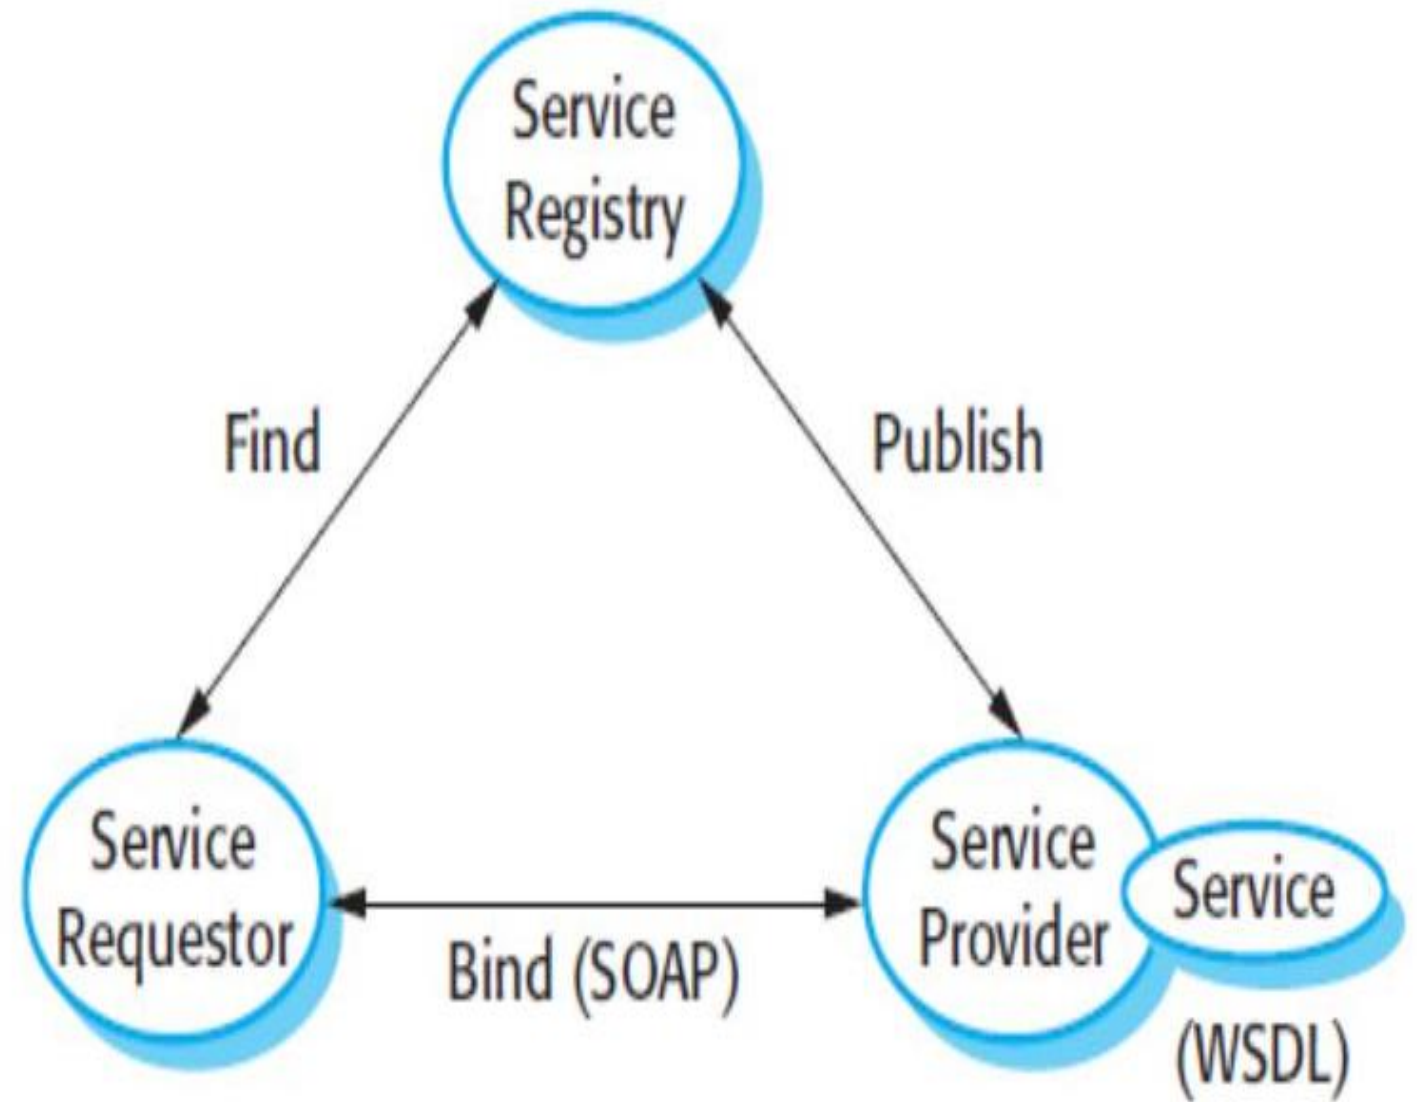 Service
Registry
Find
Publish
Service
Requestor
Bind (SOAP)
Service
Provider
Service
(WSDL)